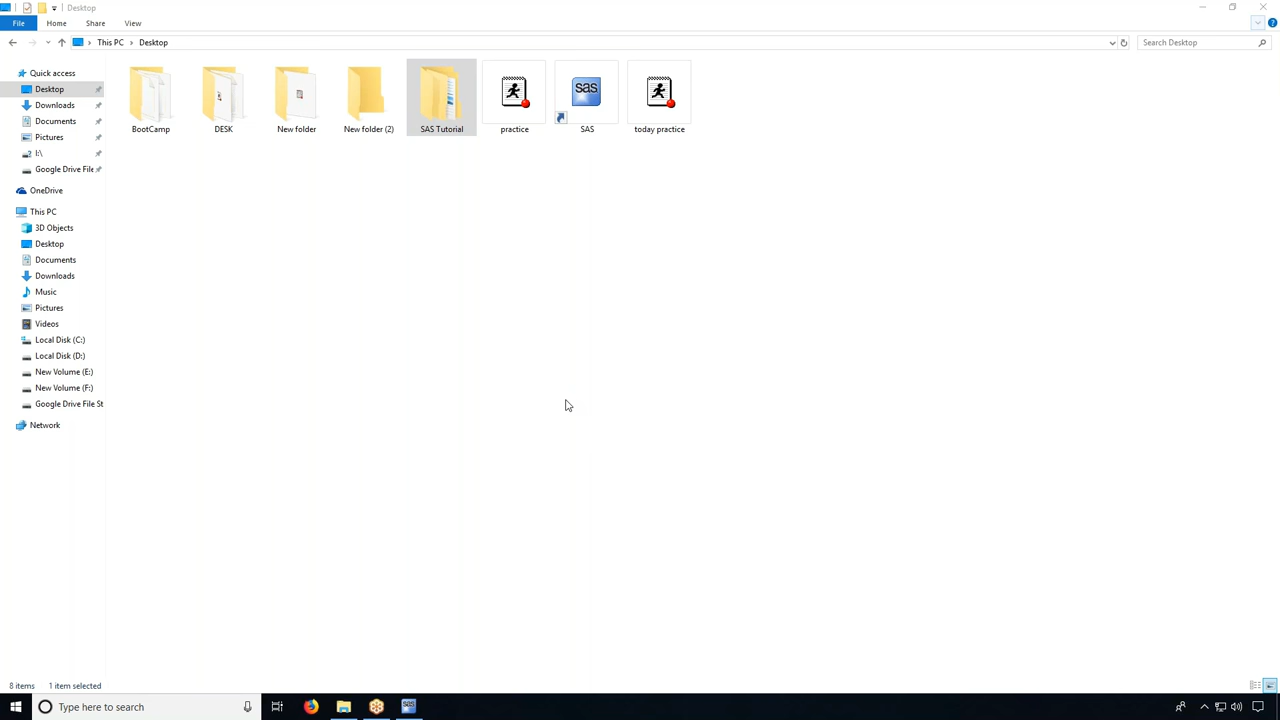 Desktop
File Home Share View
This PC Desktop
Search Desktop
Quick access
Desktop
Downloads
Documents
Pictures
I:\
Google Drive File
OneDrive
This PC
3D Objects
Desktop
Documents
Downloads
Music
Pictures
Videos
Local Disk (C:)
Local Disk (D:)
New Volume (E:)
New Volume (F:)
Google Drive File St
Network
BootCamp
DESK
New folder
New folder (2)
SAS Tutorial
practice
sas
SAS
today practice
8 items 1 item selected
Type here to search
sas